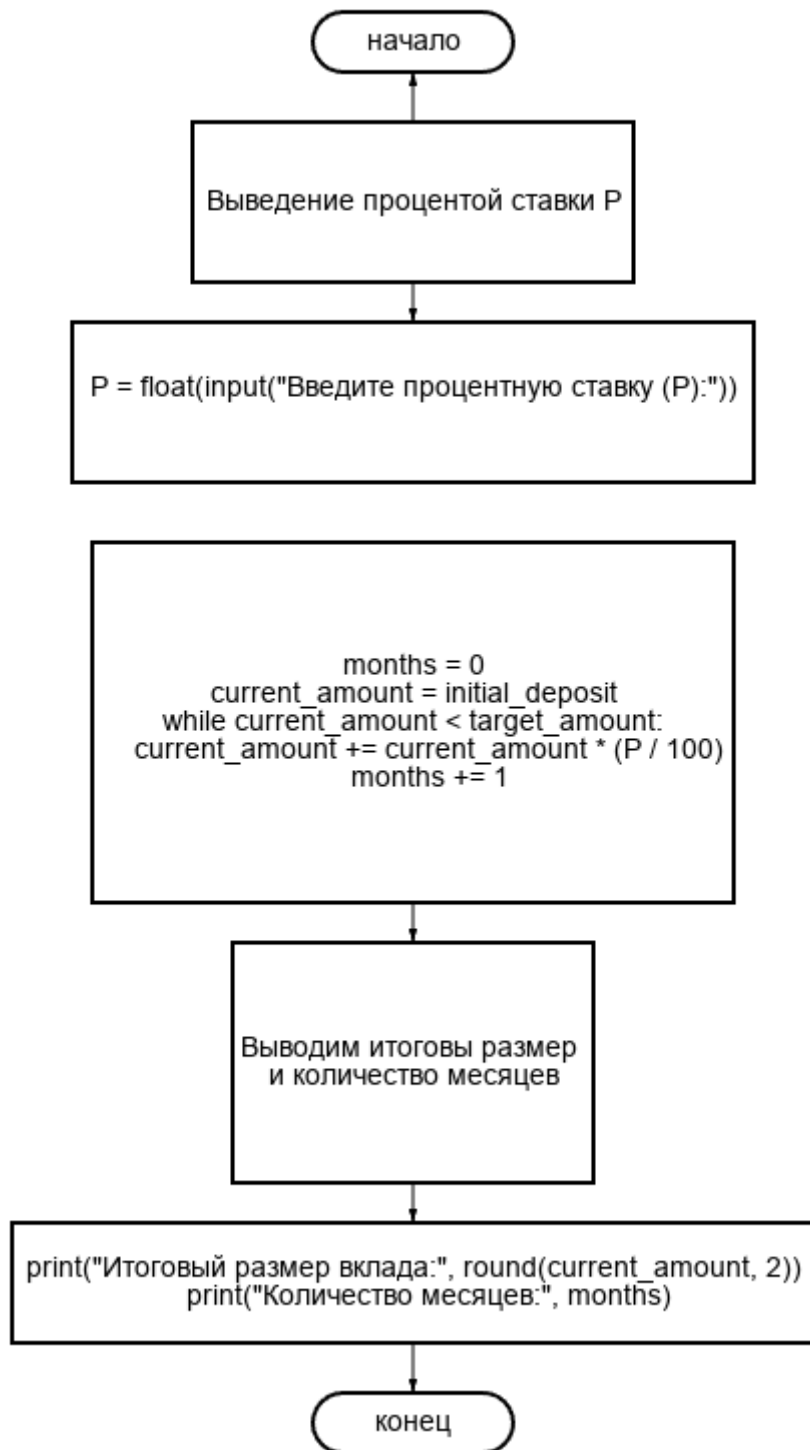 начало
Выведение процентой ставки P
P = float(input("Введите процентную ставку (P):"))
months = 0
current_amount = initial_deposit
while current_amount < target_amount:
current_amount += current_amount * (P / 100)
months += 1
Выводим итоговы размер
и количество месяцев
print("Итоговый размер вклада:", round(current_amount, 2))
print("Количество месяцев:", months)
конец